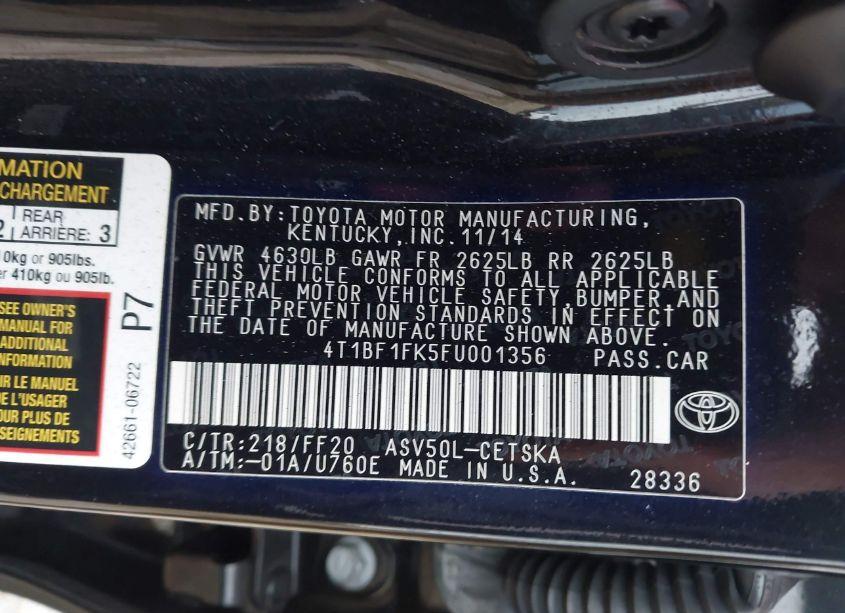 MATION
CHARGEMENT
2 REAR
ARRIÈRE: 3
0kg or 905lbs.
er 410kg ou 905lb.
SEE OWNER'S
MANUAL FOR
ADDITIONAL
INFORMATION
R LE MANUEL
DE L'USAGER
POUR PLUS DE
SEIGNEMENTS
42661-06722
P7
MFD.BY:TOYOTA MOTOR MANUFACTURING,
KENTUCKY,INC.11/14
GVWR 4630LB GAWR FR 2625LB RR 2625LB
THIS VEHICLE CONFORMS TO ALL APPLICABLE
FEDERAL MOTOR VEHICLE SAFETY,BUMPER,AND
THEFT PREVENTION STANDARDS IN EFFECT ON
THE DATE OF MANUFACTURE SHOWN ABOVE.
4T1BF1FK5FU001356 PASS.CAR
C/TR:218/FF20 ASV50L-CETSKA
A/TM:-01A/U760E MADE IN U.S.A.
28336